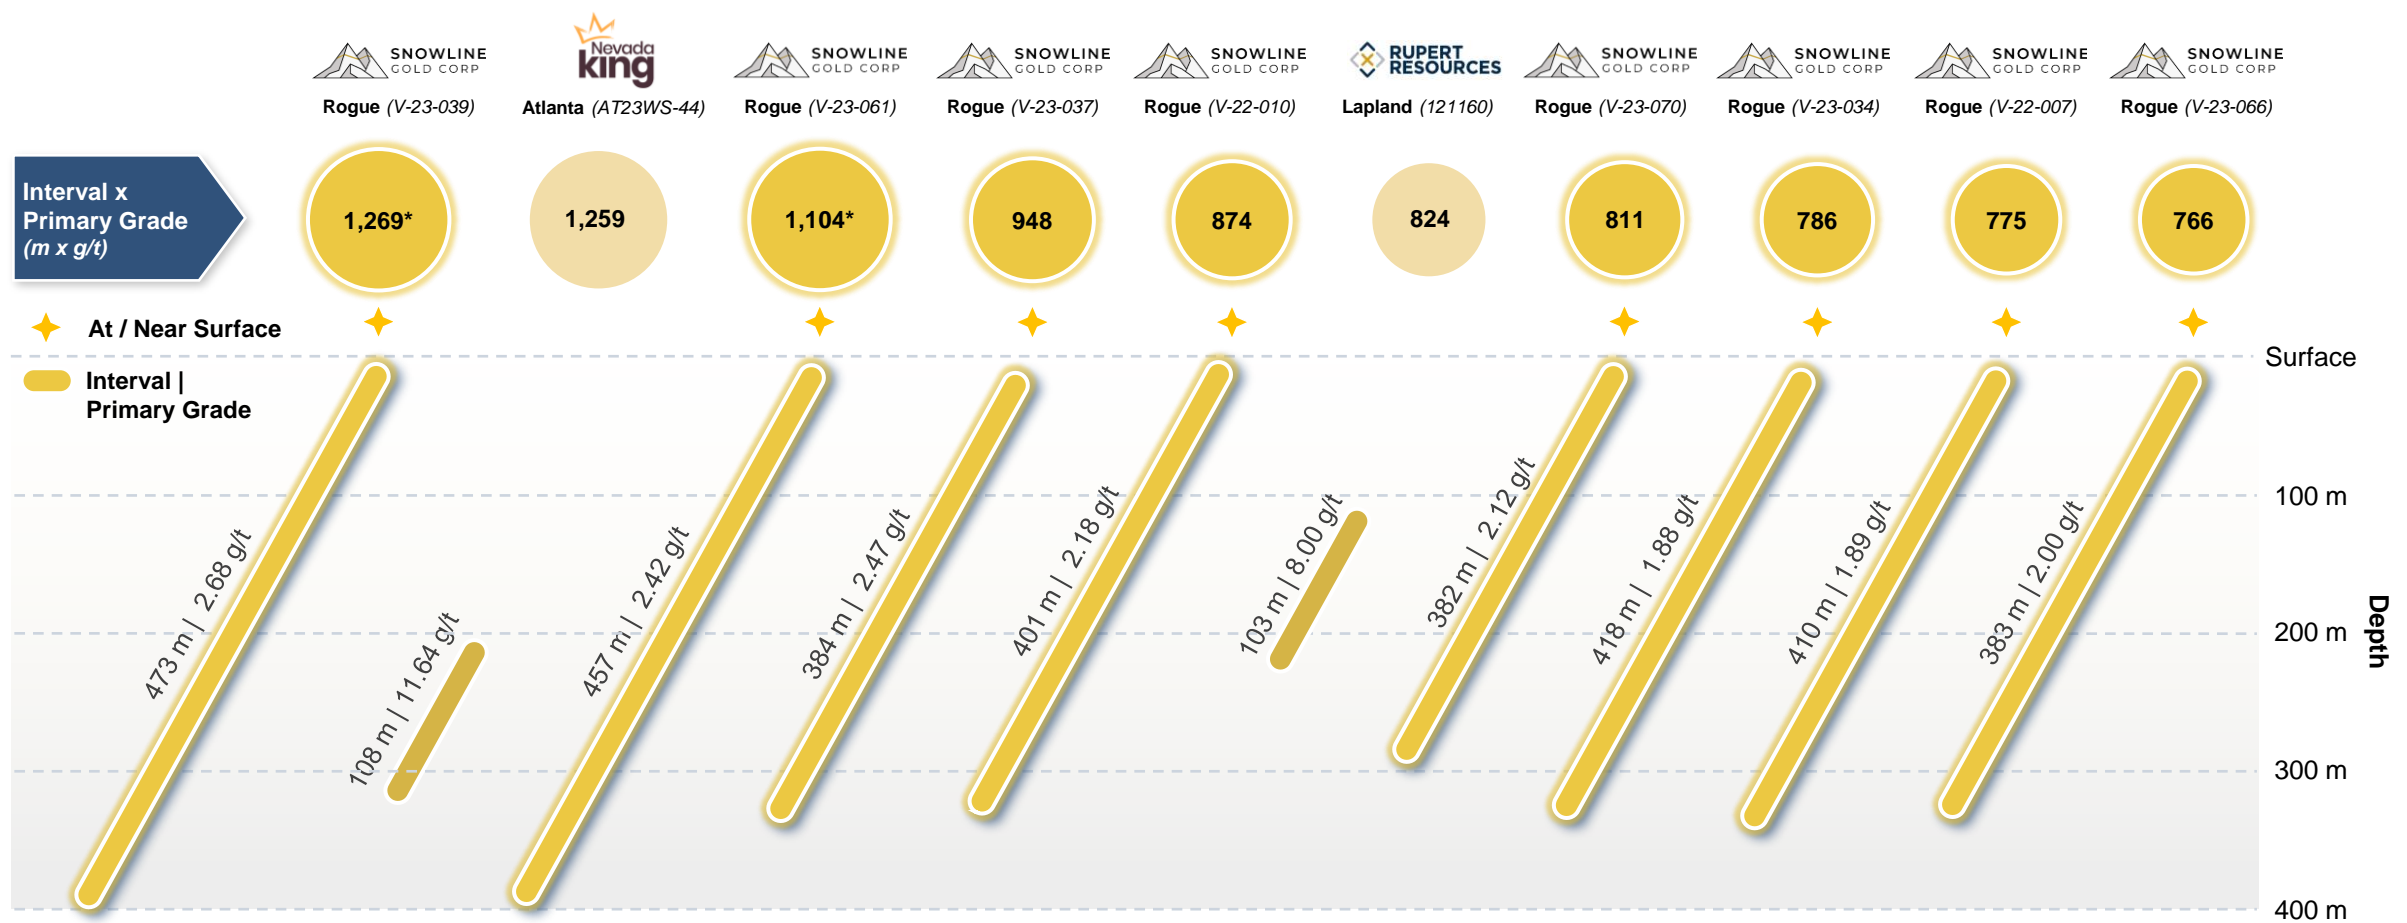 SNOWLINE
GOLD CORP
Nevada
king
SNOWLINE
GOLD CORP
SNOWLINE
GOLD CORP
SNOWLINE
GOLD CORP
RUPERT
RESOURCES
SNOWLINE
GOLD CORP
SNOWLINE
GOLD CORP
SNOWLINE
GOLD CORP
SNOWLINE
GOLD CORP
Rogue (V-23-039)
Atlanta (AT23WS-44)
Rogue (V-23-061)
Rogue (V-23-037)
Rogue (V-22-010)
Lapland (121160)
Rogue (V-23-070)
Rogue (V-23-034)
Rogue (V-22-007)
Rogue (V-23-066)
Interval x
Primary Grade
(m x g/t)
1,269*
1,259
1,104*
948
874
824
811
786
775
766
At / Near Surface
Interval |
Primary Grade
473 m | 2.68 g/t
108 m | 11.64 g/t
457 m | 2.42 g/t
384 m | 2.47 g/t
401 m | 2.18 g/t
103 m | 8.00 g/t
382 m | 2.12 g/t
418 m | 1.88 g/t
410 m | 1.89 g/t
383 m | 2.00 g/t
Surface
100 m
200 m
300 m
400 m
Depth